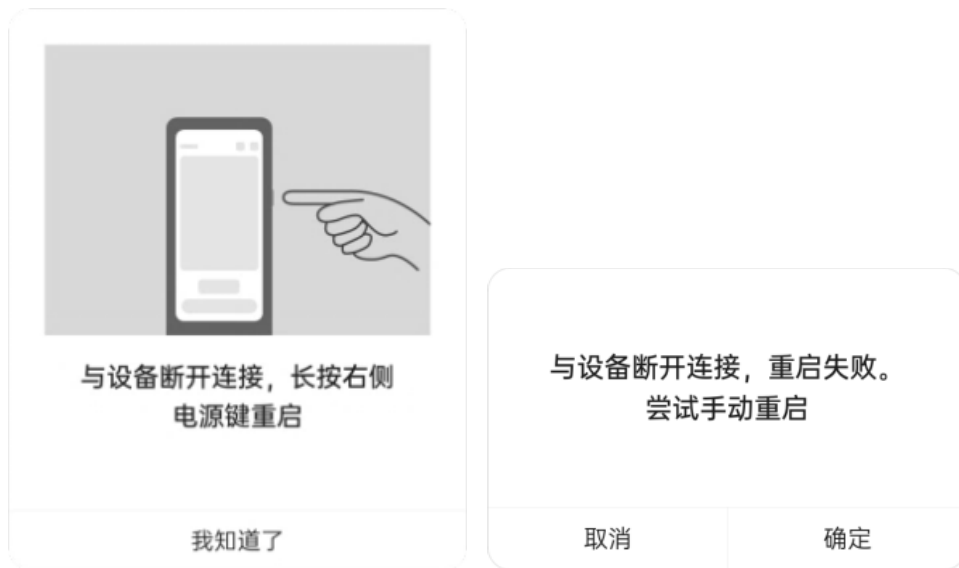 与设备断开连接，长按右侧
电源键重启
我知道了
与设备断开连接，重启失败。
尝试手动重启
取消
确定